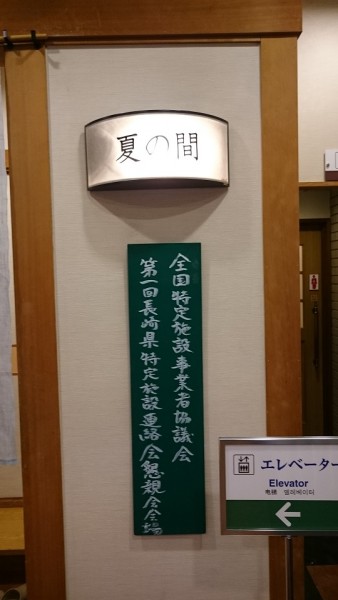 夏の間
全国特定施設事業者協議会
第一回長崎県特定施設連絡会懇親会会場
エレベーター
Elevator
电梯 엘리베이터